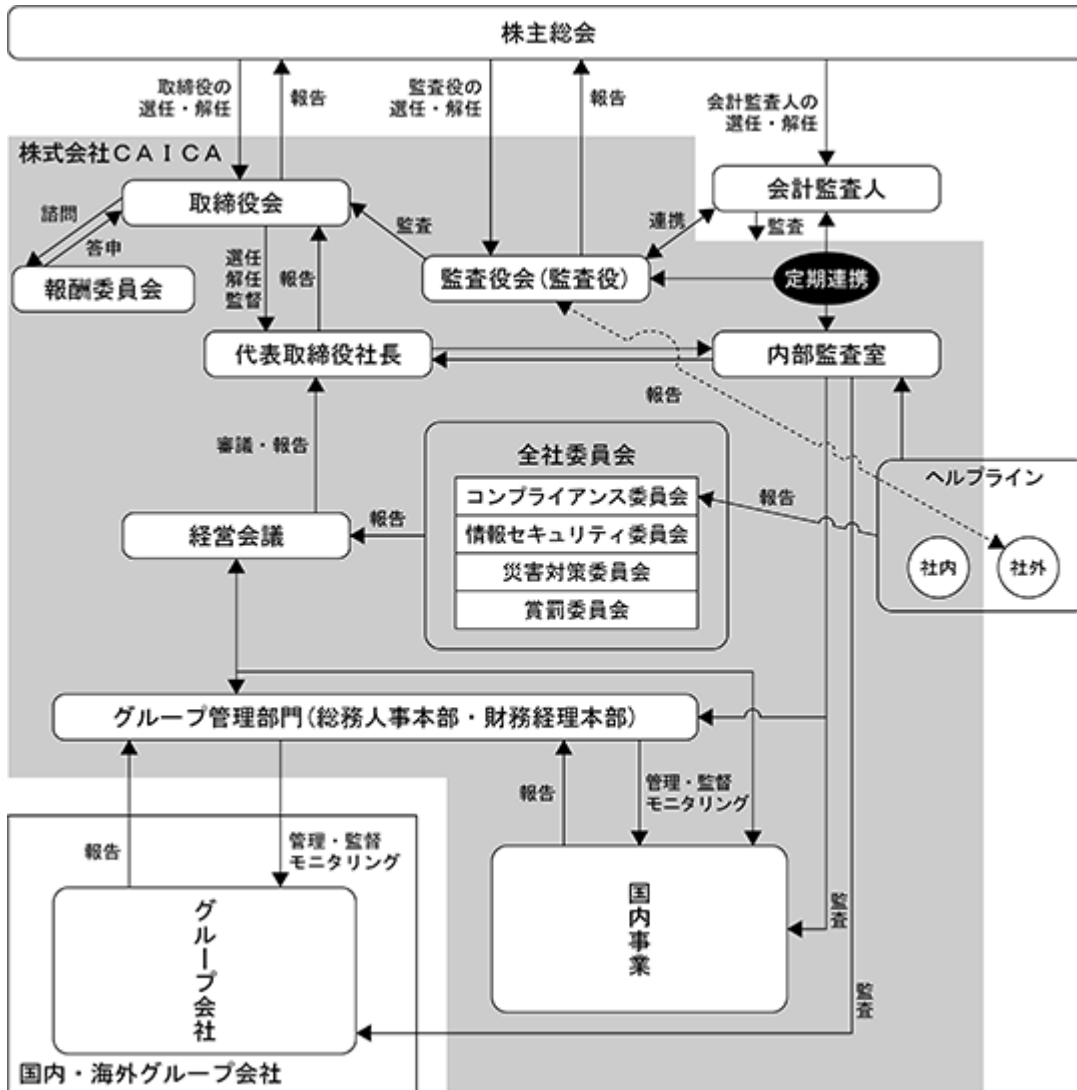 株主総会
取締役の
選任・解任
報告
監査役の
選任・解任
報告
会計監査人の
選任・解任
株式会社ＣＡＩＣＡ
取締役会
会計監査人
諮問
答申
監査
連携
監査
報酬委員会
選任
解任
監督
報告
監査役会(監査役)
定期連携
代表取締役社長
内部監査室
報告
審議・報告
全社委員会
コンプライアンス委員会
情報セキュリティ委員会
災害対策委員会
賞罰委員会
報告
ヘルプライン
社内
社外
経営会議
報告
グループ管理部門(総務人事本部・財務経理本部)
報告
管理・監督
モニタリング
報告
管理・監督
モニタリング
グループ会社
国内事業
監査
監査
国内・海外グループ会社